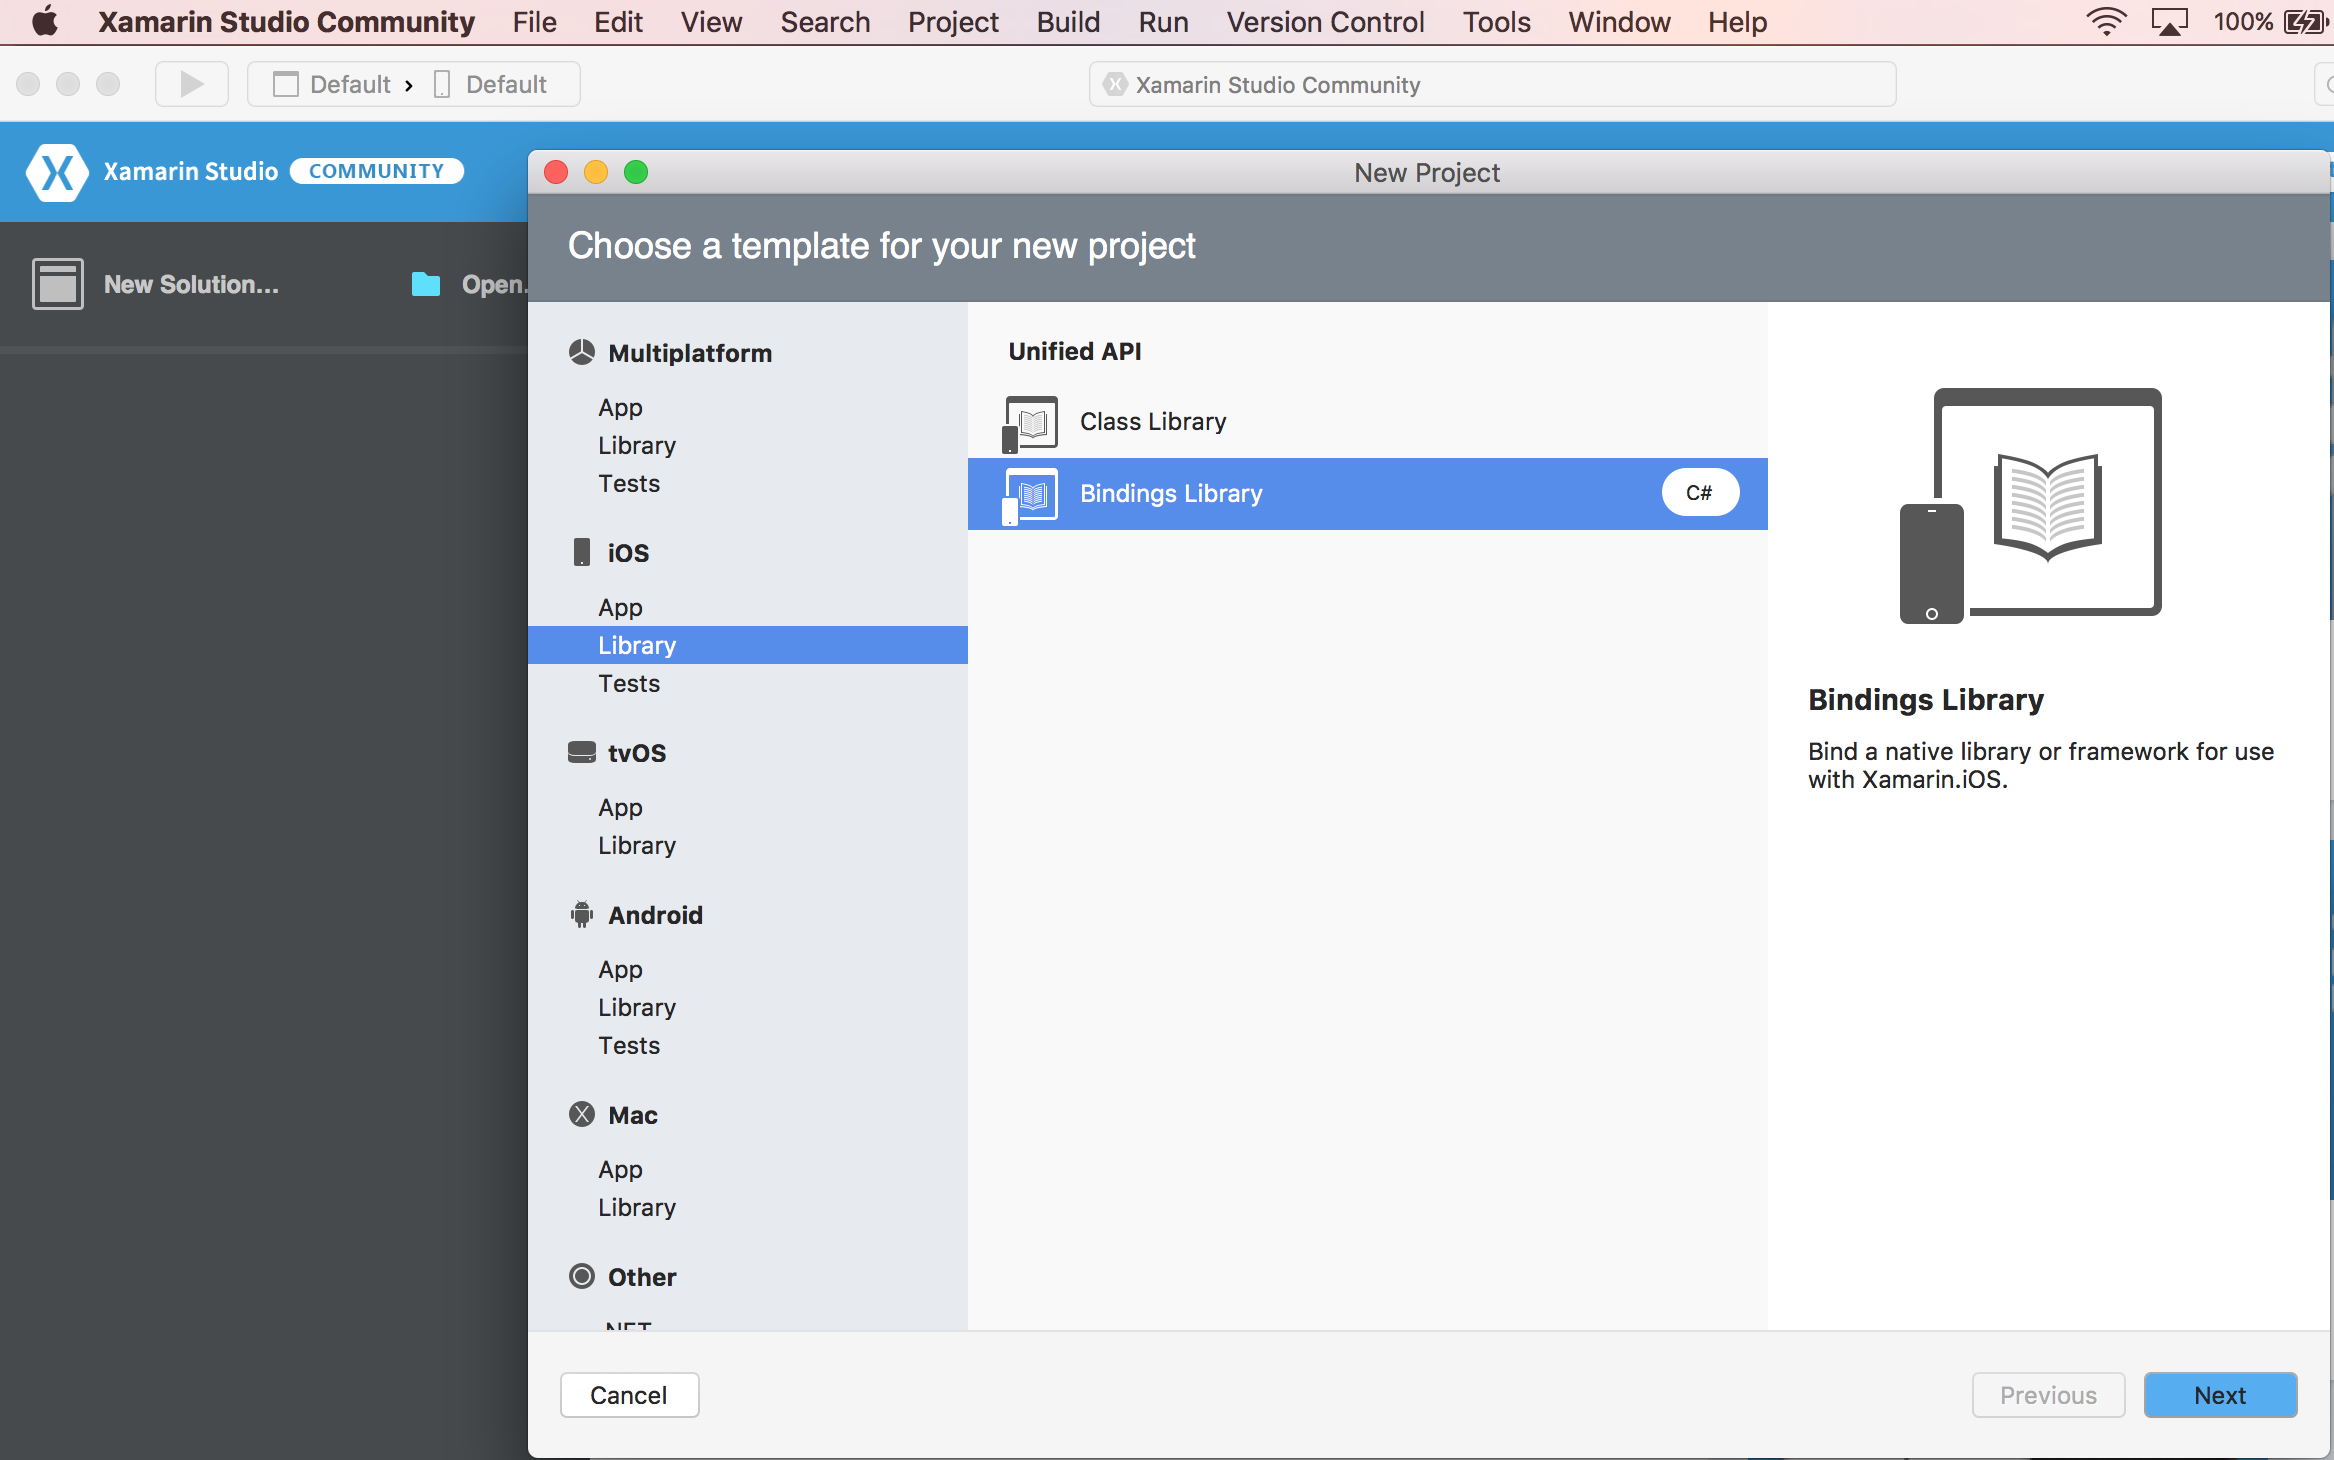 Xamarin Studio Community File Edit View Search Project Build Run Version Control Tools Window Help 100%
Default › Default
Xamarin Studio Community
Xamarin Studio COMMUNITY
New Project
Choose a template for your new project
New Solution...
Open.
Multiplatform
App
Library
Tests
iOS
App
Library
Tests
tvOS
App
Library
Android
App
Library
Tests
Mac
App
Library
Other
.NET
Unified API
Class Library
Bindings Library C#
Bindings Library
Bind a native library or framework for use
with Xamarin.iOS.
Cancel
Previous
Next